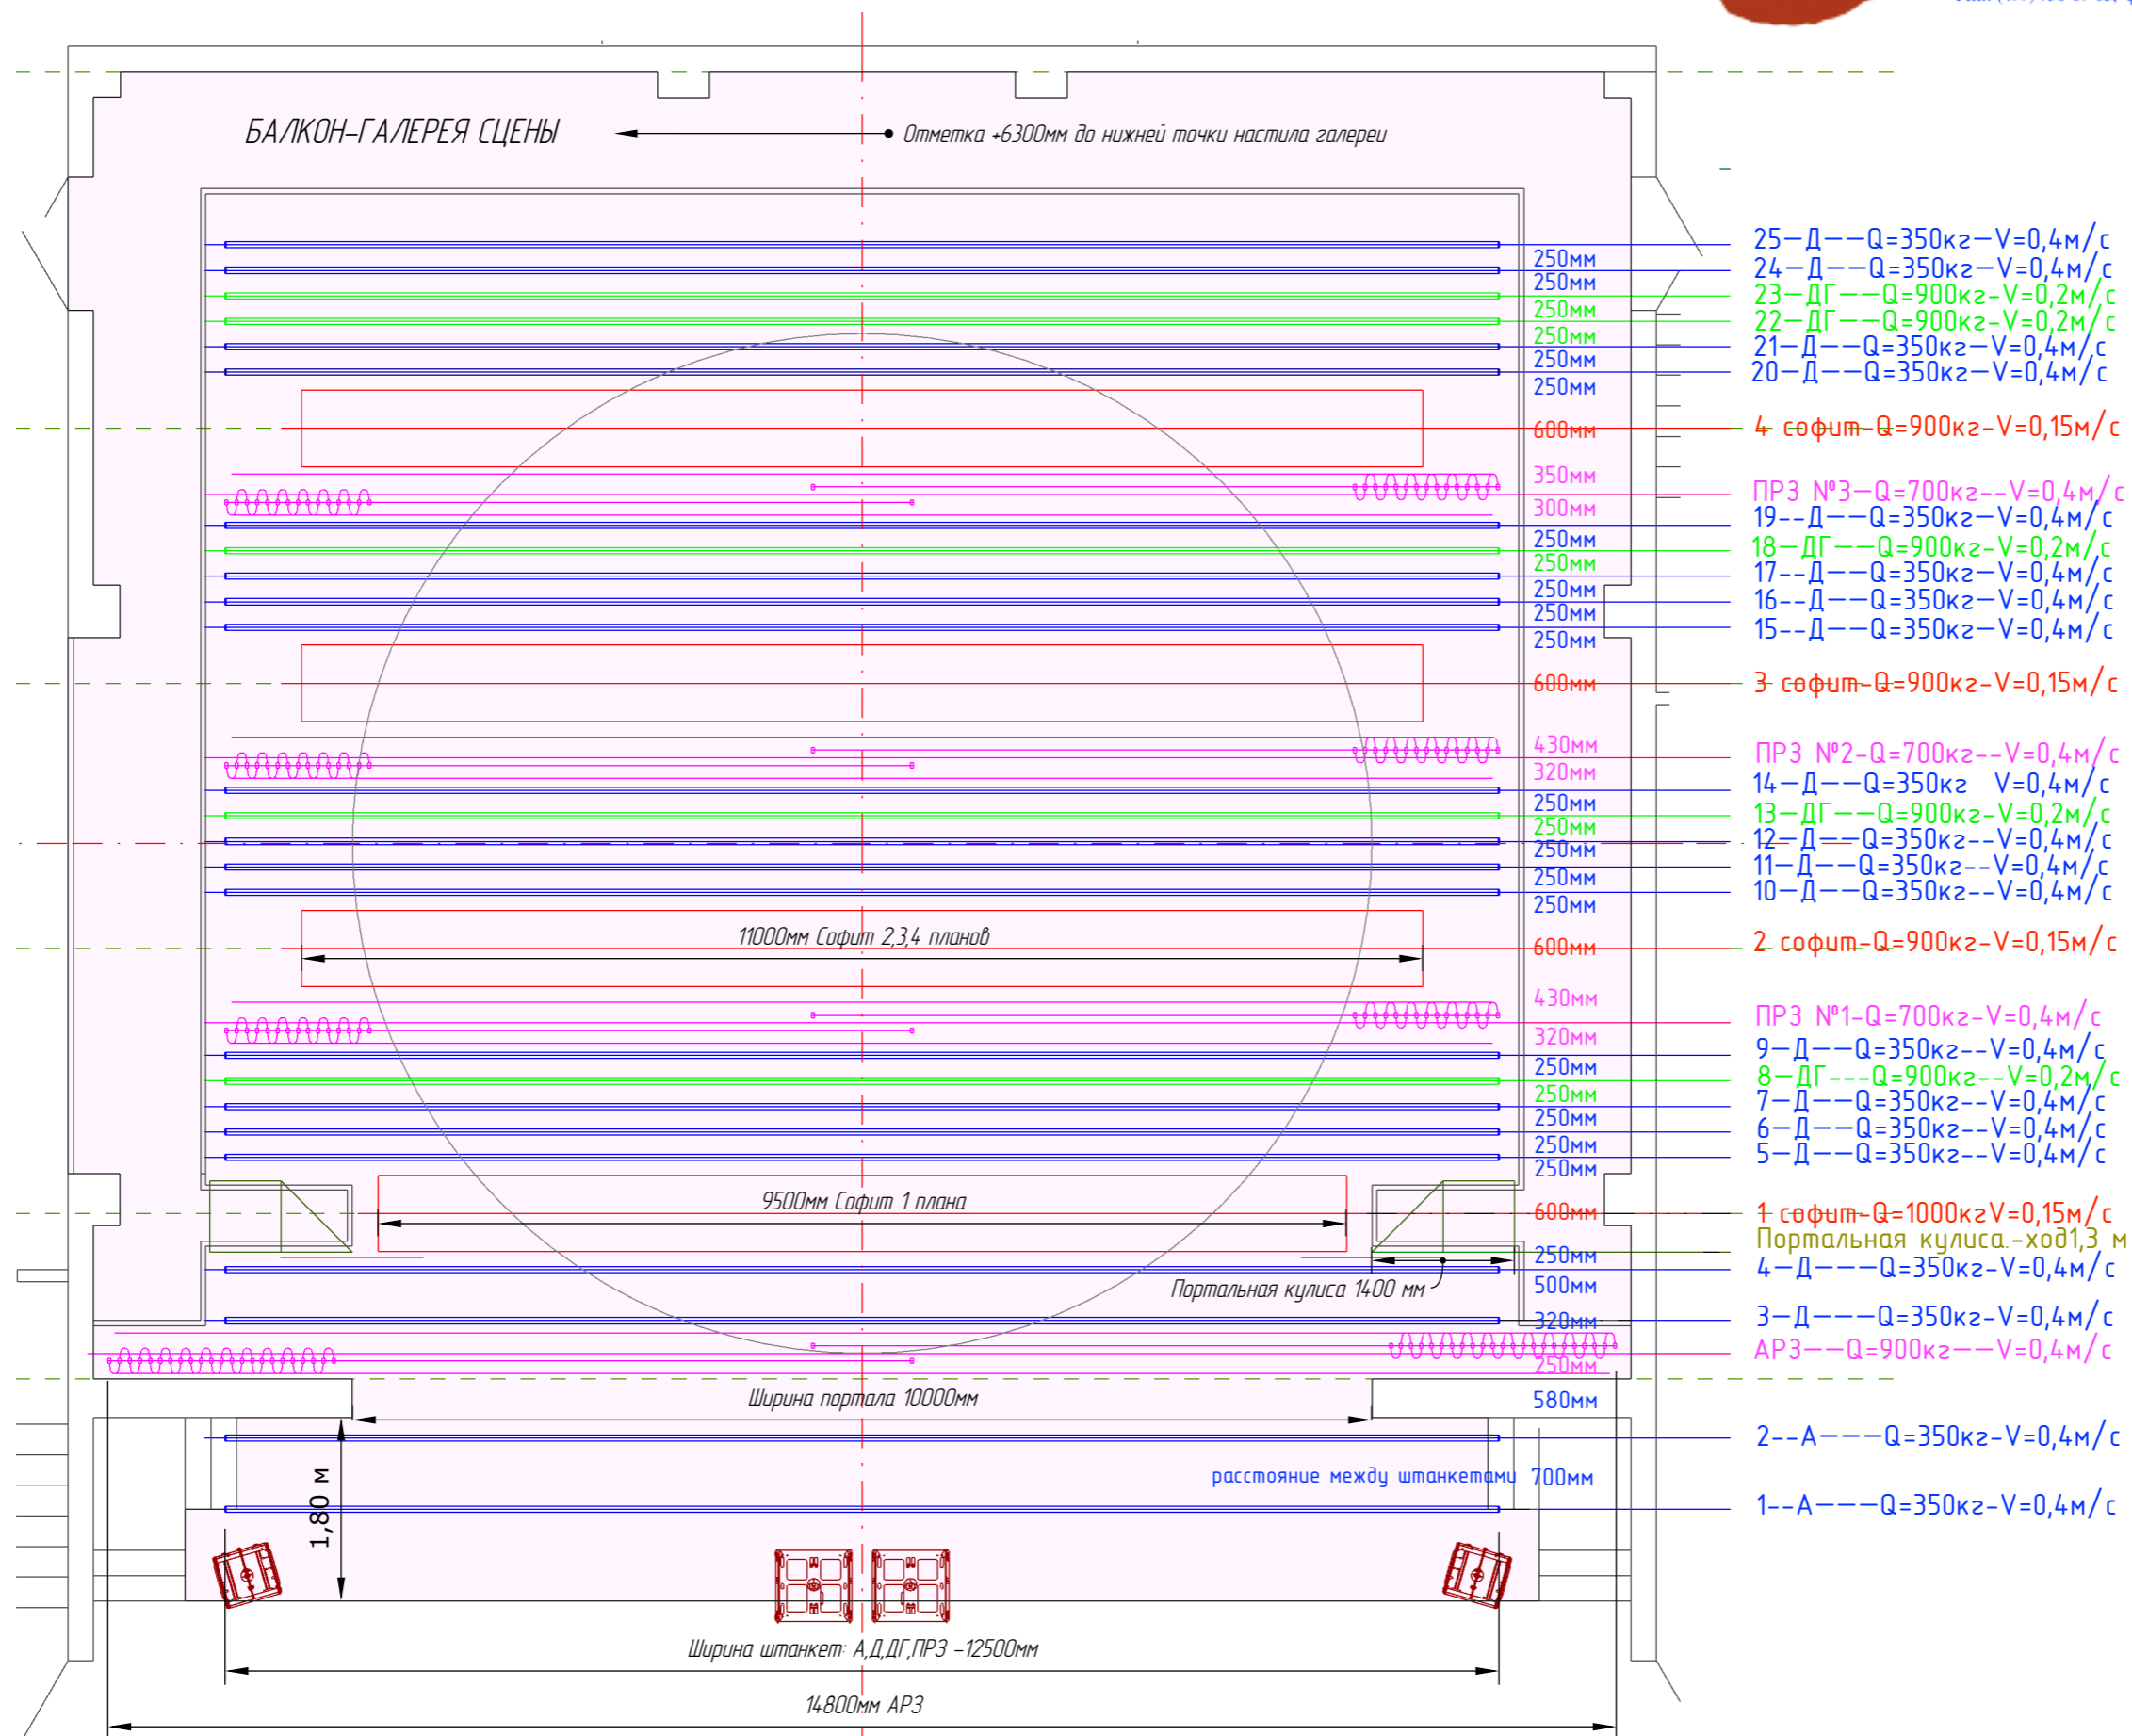 БАЛКОН-ГАЛЕРЕЯ СЦЕНЫ
Отметка +6300мм до нижней точки настила галереи
25-Д--Q=350кг-V=0,4м/с
250мм
24-Д--Q=350кг-V=0,4м/с
250мм
23-ДГ--Q=900кг-V=0,2м/с
250мм
22-ДГ--Q=900кг-V=0,2м/с
250мм
21-Д--Q=350кг-V=0,4м/с
250мм
20-Д--Q=350кг-V=0,4м/с
250мм
600мм
4 софит-Q=900кг-V=0,15м/с
350мм
ПРЗ №3-Q=700кг--V=0,4м/с
300мм
19--Д--Q=350кг-V=0,4м/с
250мм
18-ДГ--Q=900кг-V=0,2м/с
250мм
17--Д--Q=350кг-V=0,4м/с
250мм
16--Д--Q=350кг-V=0,4м/с
250мм
15--Д--Q=350кг-V=0,4м/с
250мм
600мм
3 софит-Q=900кг-V=0,15м/с
430мм
ПРЗ №2-Q=700кг--V=0,4м/с
320мм
14-Д--Q=350кг V=0,4м/с
250мм
13-ДГ--Q=900кг-V=0,2м/с
250мм
12-Д--Q=350кг--V=0,4м/с
250мм
11-Д--Q=350кг--V=0,4м/с
250мм
10-Д--Q=350кг--V=0,4м/с
250мм
11000мм Софит 2,3,4 планов
600мм
2 софит-Q=900кг-V=0,15м/с
430мм
ПРЗ №1-Q=700кг-V=0,4м/с
320мм
9-Д--Q=350кг--V=0,4м/с
250мм
8-ДГ---Q=900кг--V=0,2м/с
250мм
7-Д--Q=350кг--V=0,4м/с
250мм
6-Д--Q=350кг--V=0,4м/с
250мм
5-Д--Q=350кг--V=0,4м/с
250мм
9500мм Софит 1 плана
600мм
1 софит-Q=1000кгV=0,15м/с
Портальная кулиса.-ход1,3 м
250мм
4-Д---Q=350кг-V=0,4м/с
Портальная кулиса 1400 мм
500мм
3-Д---Q=350кг-V=0,4м/с
320мм
АРЗ--Q=900кг--V=0,4м/с
250мм
Ширина портала 10000мм
580мм
2--А---Q=350кг-V=0,4м/с
расстояние между штанкетами 700мм
1--А---Q=350кг-V=0,4м/с
1,80 м
Ширина штанкет: А,Д,ДГ,ПРЗ -12500мм
14800мм АРЗ